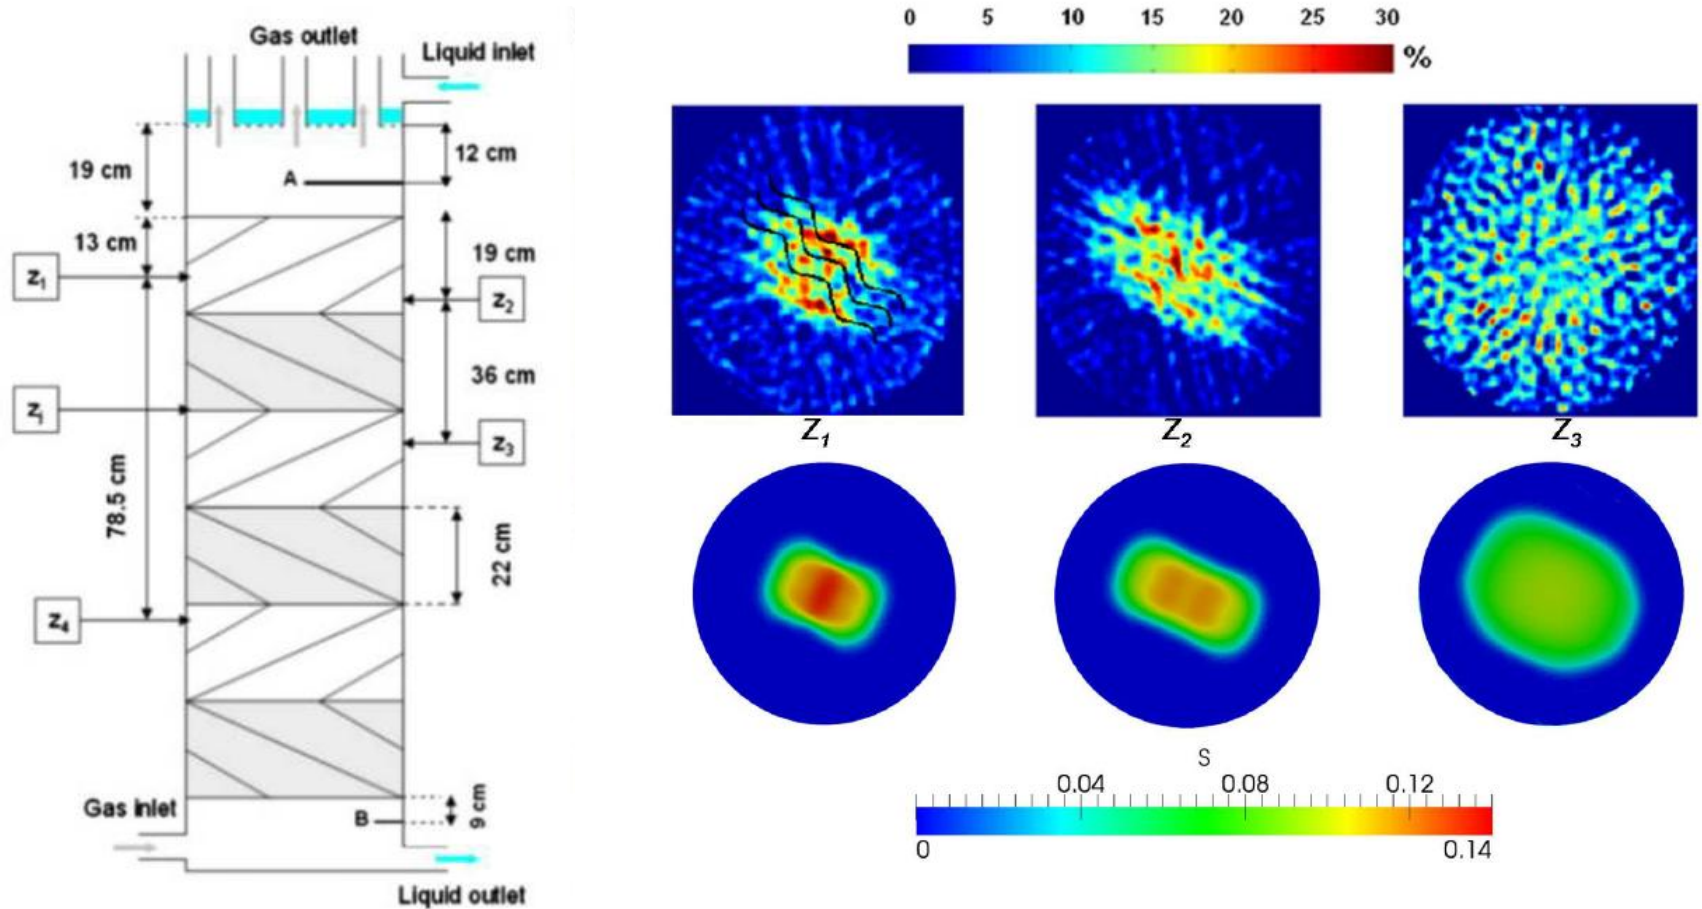 Gas outlet
Liquid inlet
19 cm
12 cm
A
13 cm
19 cm
z1
z2
36 cm
zi
z3
78.5 cm
22 cm
z4
Gas inlet
B
9 cm
Liquid outlet
0 5 10 15 20 25 30
%
Z1 Z2 Z3
S
0.04 0.08 0.12
0 0.14